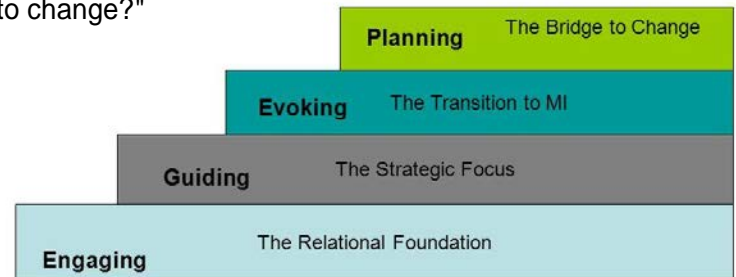 to change?"
Planning The Bridge to Change
Evoking The Transition to MI
Guiding The Strategic Focus
Engaging The Relational Foundation